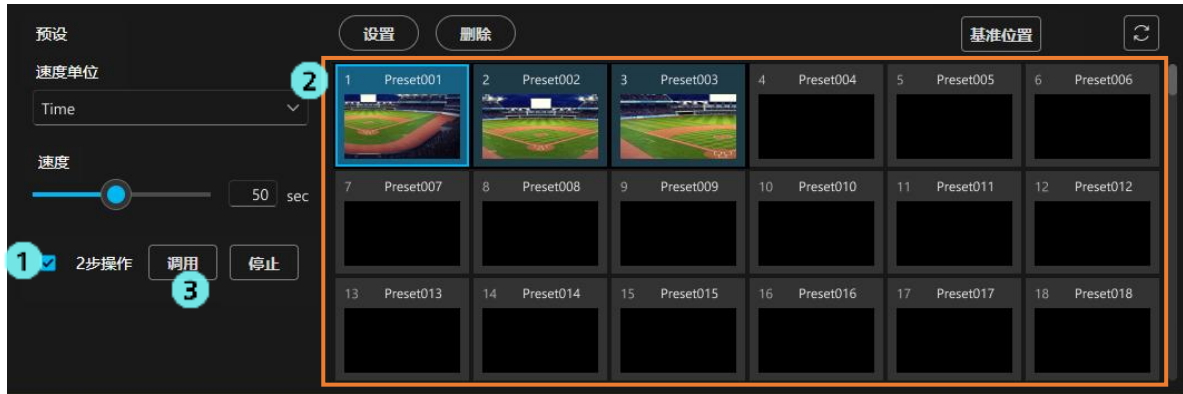 预设
设置
删除
基准位置
速度单位
Time
速度
50 sec
1
2步操作
调用
停止
3
2
1 Preset001
2 Preset002
3 Preset003
4 Preset004
5 Preset005
6 Preset006
7 Preset007
8 Preset008
9 Preset009
10 Preset010
11 Preset011
12 Preset012
13 Preset013
14 Preset014
15 Preset015
16 Preset016
17 Preset017
18 Preset018